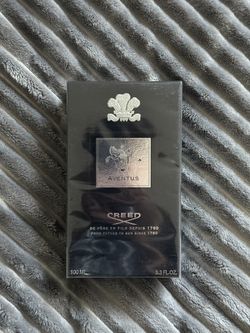 AVENTUS
CREED
DE PÈRE EN FILS DEPUIS 1760
FROM FATHER TO SON SINCE 1760
100 ML
3.3 FL.OZ.